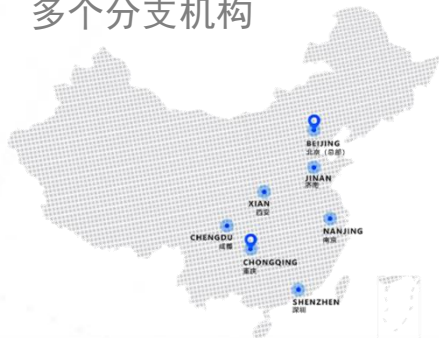 多个分支机构
BEIJING
北京（总部）
JINAN
济南
XIAN
西安
NANJING
南京
CHENGDU
成都
CHONGQING
重庆
SHENZHEN
深圳